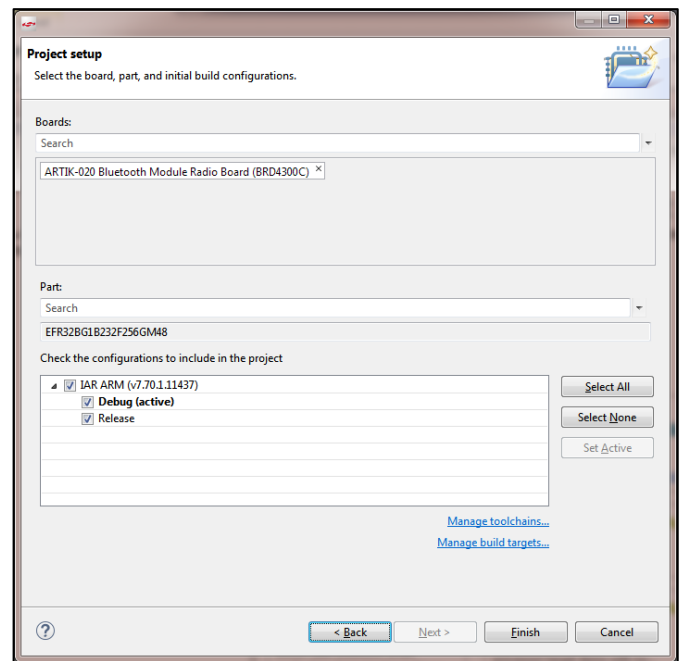 Project setup
Select the board, part, and initial build configurations.
Boards:
Search
ARTIK-020 Bluetooth Module Radio Board (BRD4300C) ×
Part:
Search
EFR32BG1B232F256GM48
Check the configurations to include in the project
IAR ARM (v7.70.1.11437)
Debug (active)
Release
Select All
Select None
Set Active
Manage toolchains...
Manage build targets...
? < Back Next > Finish Cancel